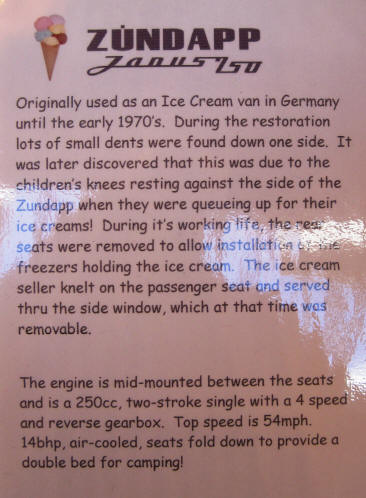 ZÜNDAPP
Janus 250
Originally used as an Ice Cream van in Germany
until the early 1970's. During the restoration
lots of small dents were found down one side. It
was later discovered that this was due to the
children's knees resting against the side of the
Zundapp when they were queueing up for their
ice creams! During it's working life, the rear
seats were removed to allow installation of the
freezers holding the ice cream. The ice cream
seller knelt on the passenger seat and served
thru the side window, which at that time was
removable.
The engine is mid-mounted between the seats
and is a 250cc, two-stroke single with a 4 speed
and reverse gearbox. Top speed is 54mph.
14bhp, air-cooled, seats fold down to provide a
double bed for camping!